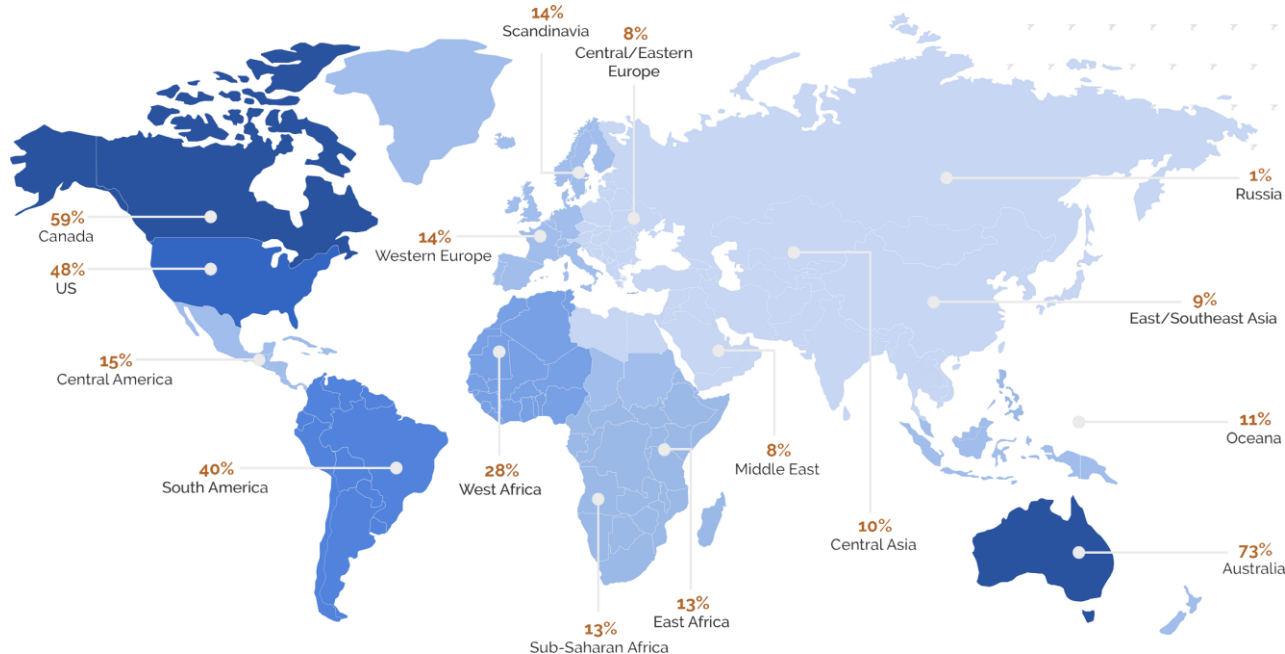 14%
Scandinavia
8%
Central/Eastern
Europe
1%
Russia
59%
Canada
14%
Western Europe
48%
US
9%
East/Southeast Asia
15%
Central America
11%
Oceana
8%
Middle East
40%
South America
28%
West Africa
10%
Central Asia
73%
Australia
13%
East Africa
13%
Sub-Saharan Africa